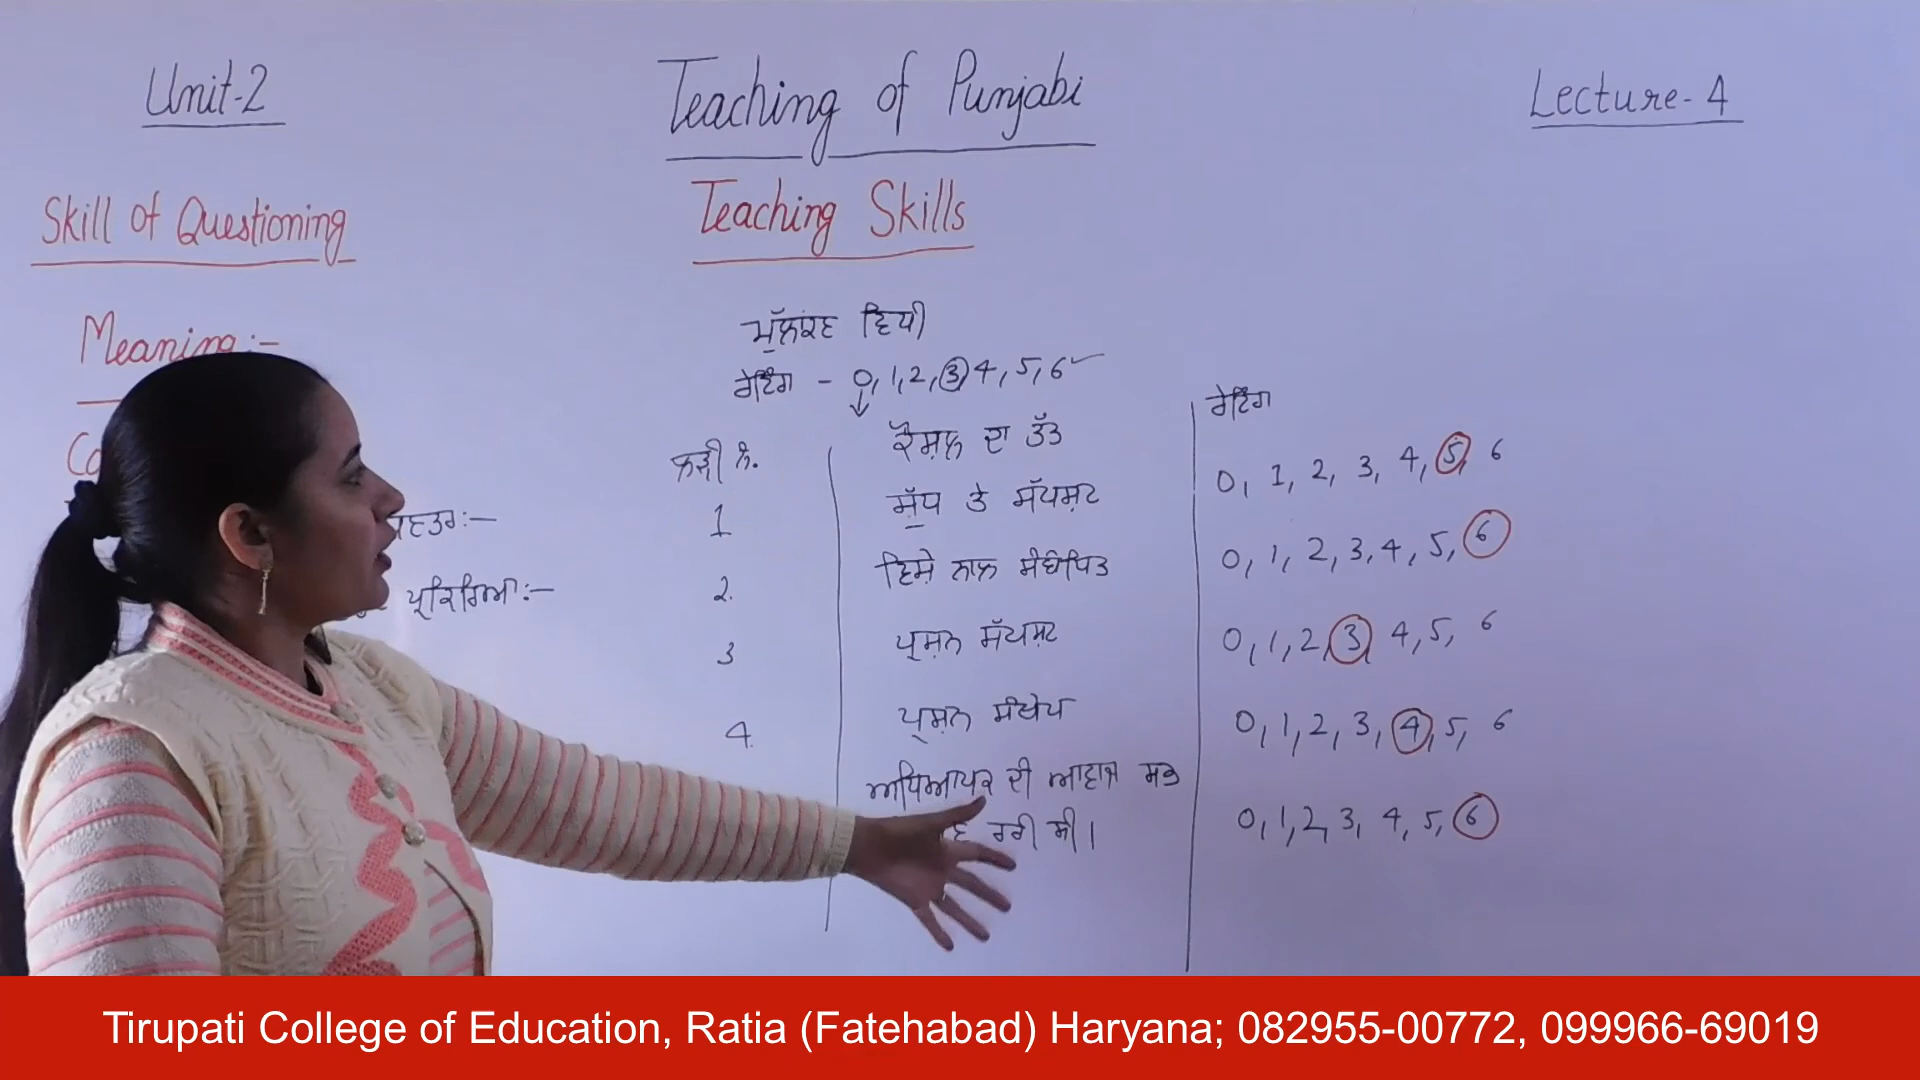 Unit-2
Teaching of Punjabi
Lecture-4
Skill of Questioning
Teaching Skills
Meaning:-
ਮੁੱਲਾਂਕਣ ਵਿਧੀ
ਰੇਟਿੰਗ - 0, 1, 2, 3, 4, 5, 6
ਲੜੀ ਨੰ.
ਕੌਸ਼ਲ ਦਾ ਤੱਤ
ਰੇਟਿੰਗ
1
ਸ਼ੁੱਧ ਤੇ ਸੱਪਸ਼ਟ
0, 1, 2, 3, 4, 5, 6
2.
ਵਿਸ਼ੇ ਨਾਲ ਸੰਬੰਧਿਤ
0, 1, 2, 3, 4, 5, 6
ਪ੍ਰਕਿਰਿਆ:-
3
ਪ੍ਰਸ਼ਨ ਸੱਪਸ਼ਟ
0, 1, 2, 3, 4, 5, 6
4.
ਪ੍ਰਸ਼ਨ ਸੰਖੇਪ
0, 1, 2, 3, 4, 5, 6
ਅਧਿਆਪਕ ਦੀ ਆਵਾਜ਼ ਸਭ
ਰਹੀ ਸੀ।
0, 1, 2, 3, 4, 5, 6
Tirupati College of Education, Ratia (Fatehabad) Haryana; 082955-00772, 099966-69019